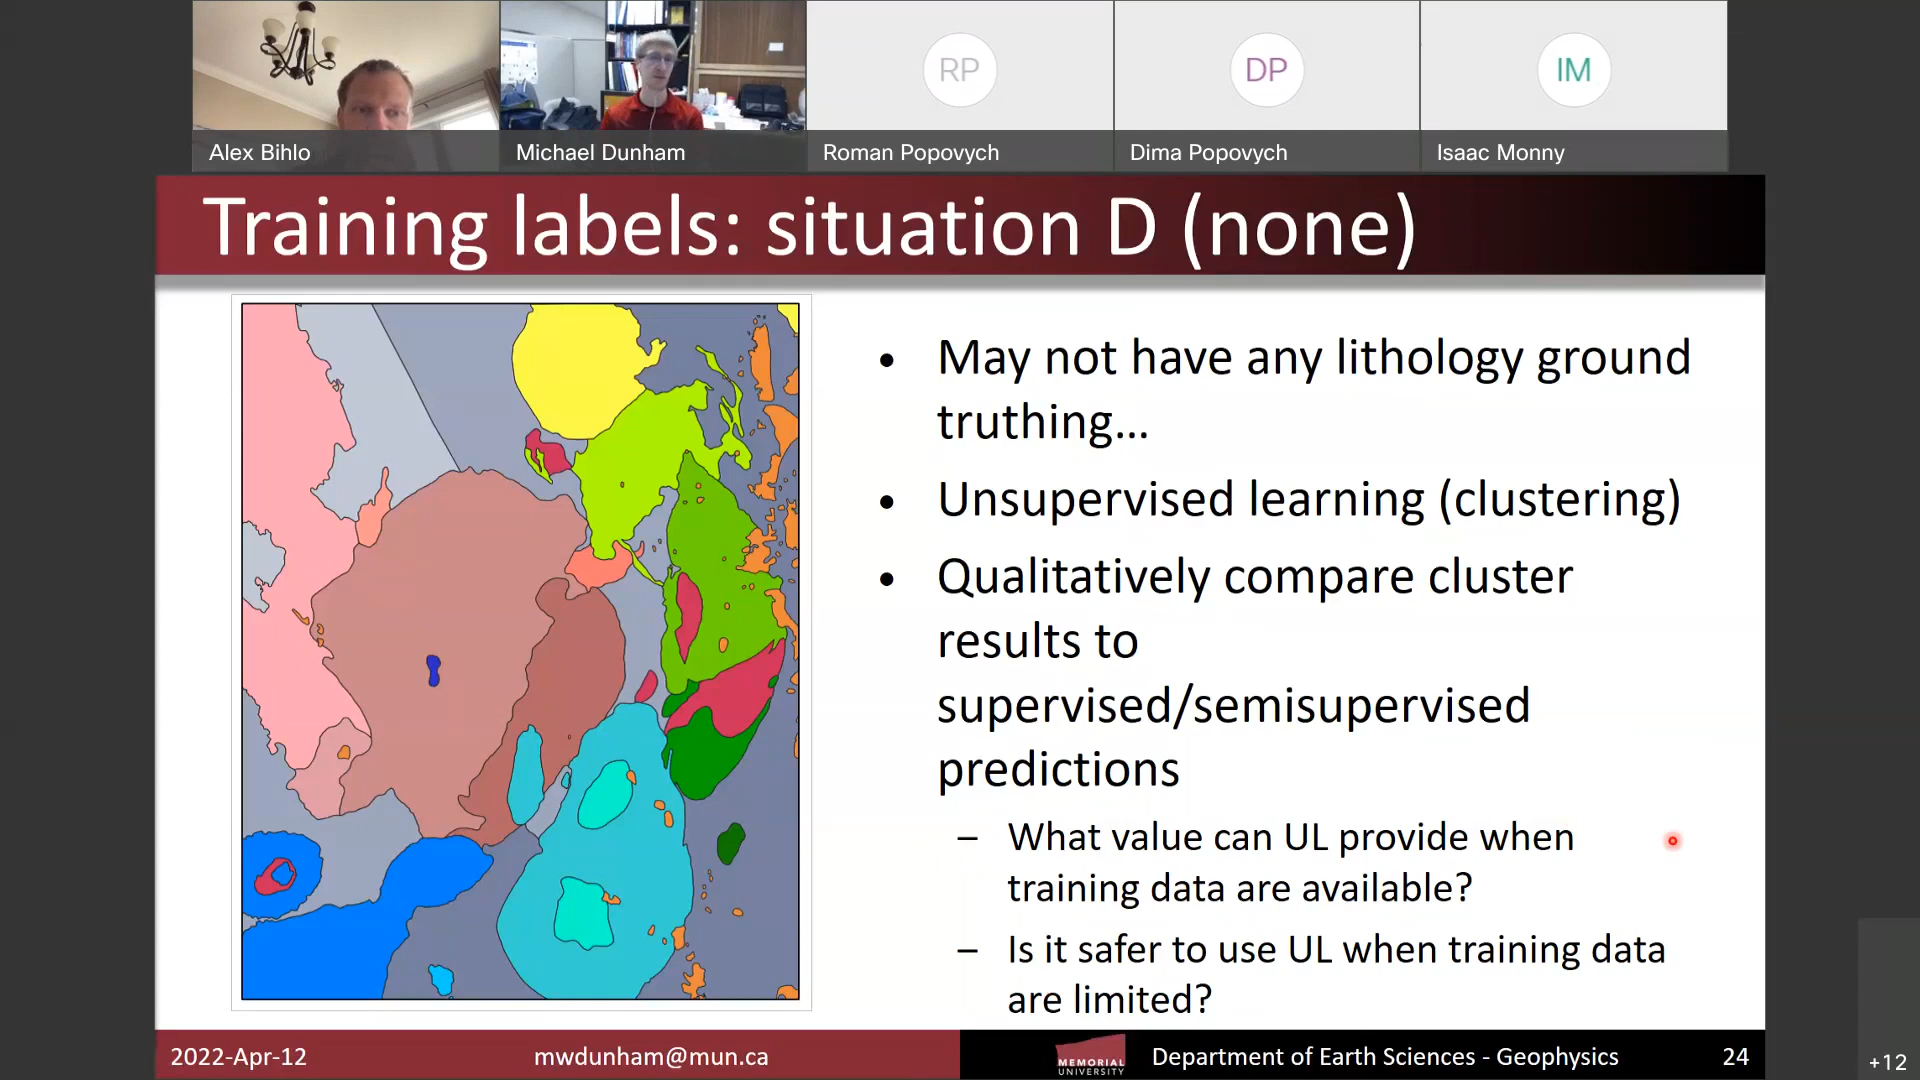 RP
DP
IM
Alex Bihlo
Michael Dunham
Roman Popovych
Dima Popovych
Isaac Monny
Training labels: situation D (none)
• May not have any lithology ground
truthing...
• Unsupervised learning (clustering)
• Qualitatively compare cluster
results to
supervised/semisupervised
predictions
– What value can UL provide when
training data are available?
– Is it safer to use UL when training data
are limited?
2022-Apr-12
mwdunham@mun.ca
MEMORIAL
UNIVERSITY
Department of Earth Sciences - Geophysics
24
+12